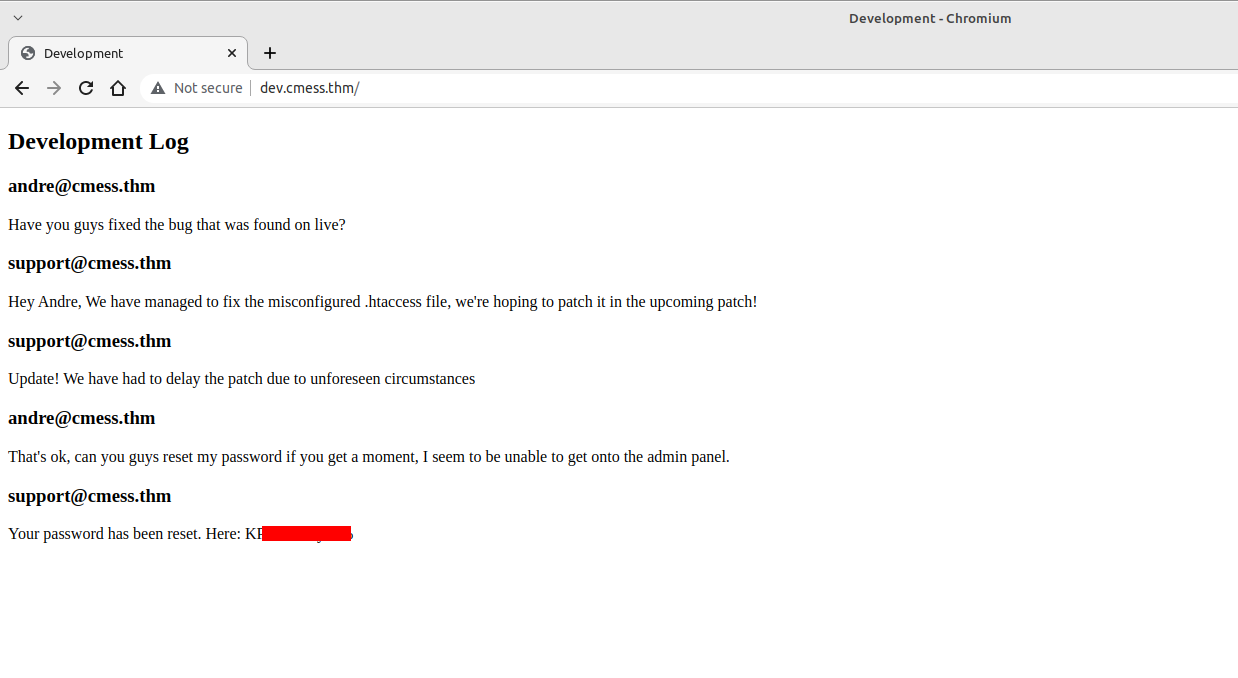 Development - Chromium
Development
Not secure
dev.cmess.thm/
Development Log
andre@cmess.thm
Have you guys fixed the bug that was found on live?
support@cmess.thm
Hey Andre, We have managed to fix the misconfigured .htaccess file, we're hoping to patch it in the upcoming patch!
support@cmess.thm
Update! We have had to delay the patch due to unforeseen circumstances
andre@cmess.thm
That's ok, can you guys reset my password if you get a moment, I seem to be unable to get onto the admin panel.
support@cmess.thm
Your password has been reset. Here: